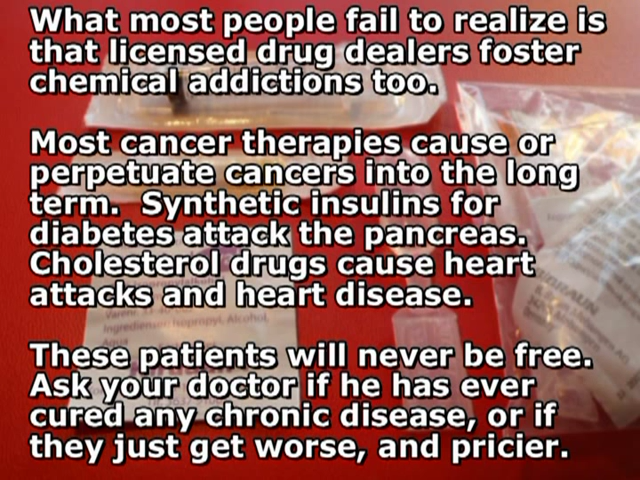 What most people fail to realize is
that licensed drug dealers foster
chemical addictions too.
Most cancer therapies cause or
perpetuate cancers into the long
term.  Synthetic insulins for
diabetes attack the pancreas.
Cholesterol drugs cause heart
attacks and heart disease.
These patients will never be free.
Ask your doctor if he has ever
cured any chronic disease, or if
they just get worse, and pricier.
Isopropyl, Alcohol,